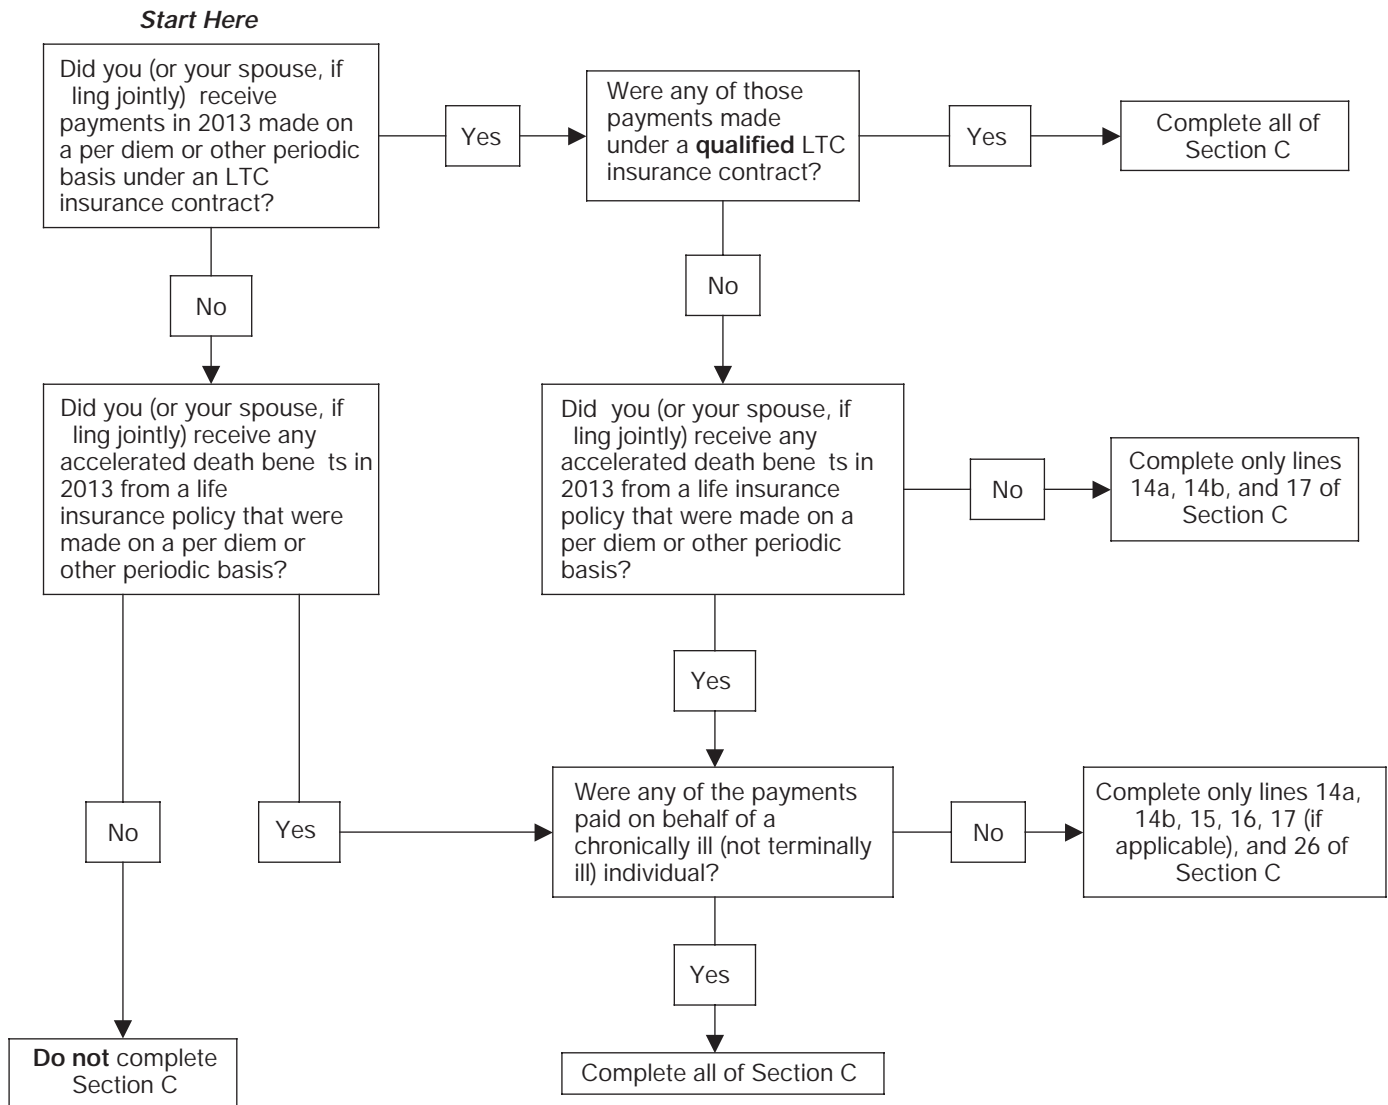 Start Here
Did you (or your spouse, if
ling jointly) receive
payments in 2013 made on
a per diem or other periodic
basis under an LTC
insurance contract?
Yes
Were any of those
payments made
under a qualified LTC
insurance contract?
Yes
Complete all of
Section C
No
No
Did you (or your spouse, if
ling jointly) receive any
accelerated death bene ts in
2013 from a life
insurance policy that were
made on a per diem or
other periodic basis?
Did you (or your spouse, if
ling jointly) receive any
accelerated death bene ts in
2013 from a life insurance
policy that were made on a
per diem or other periodic
basis?
No
Complete only lines
14a, 14b, and 17 of
Section C
Yes
No
Yes
Were any of the payments
paid on behalf of a
chronically ill (not terminally
ill) individual?
No
Complete only lines 14a,
14b, 15, 16, 17 (if
applicable), and 26 of
Section C
Yes
Do not complete
Section C
Complete all of Section C